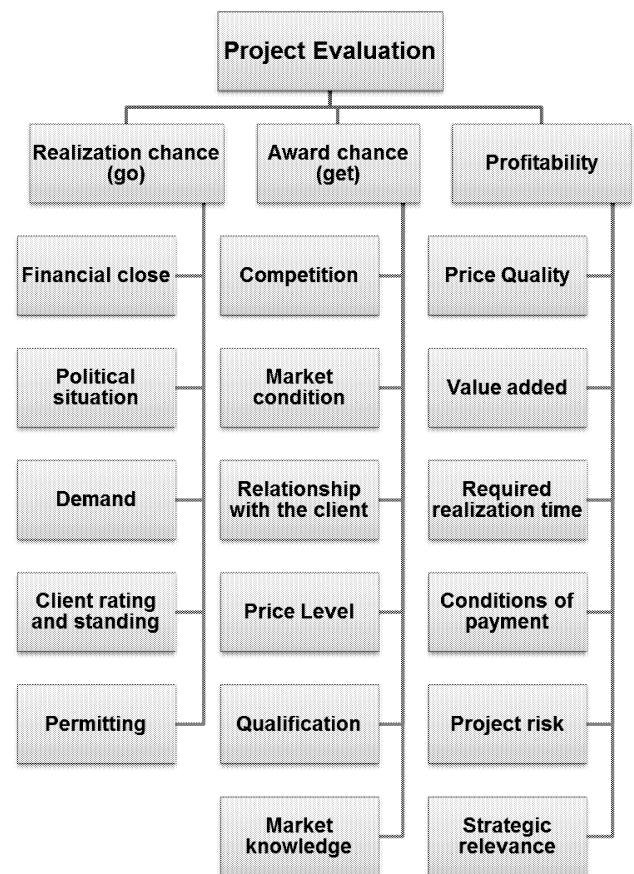 Project Evaluation
Realization chance
(go)
Award chance
(get)
Profitability
Financial close
Competition
Price Quality
Political
situation
Market
condition
Value added
Demand
Relationship
with the client
Required
realization time
Client rating
and standing
Price Level
Conditions of
payment
Permitting
Qualification
Project risk
Market
knowledge
Strategic
relevance